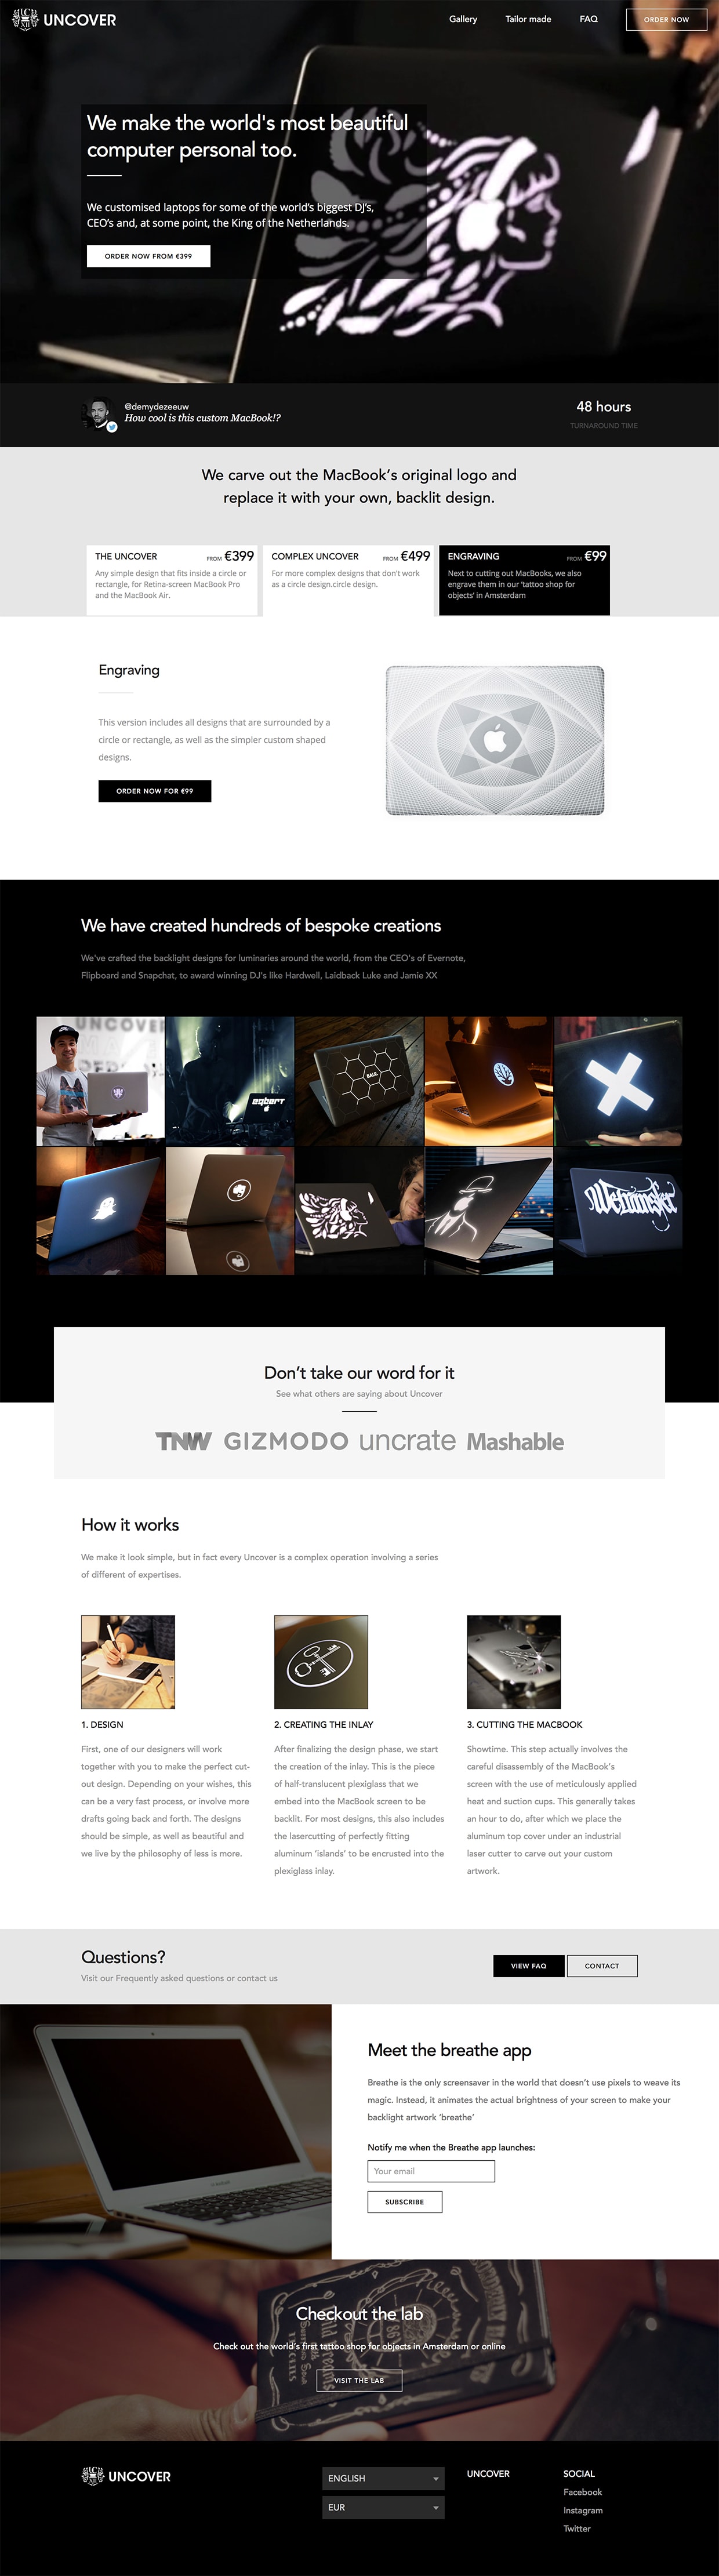 UNCOVER
Gallery
Tailor made
FAQ
ORDER NOW
We make the world's most beautiful
computer personal too.
We customised laptops for some of the world's biggest DJ's,
CEO's and, at some point, the King of the Netherlands.
ORDER NOW FROM €399
@demydezeeuw
How cool is this custom MacBook!?
48 hours
TURNAROUND TIME
We carve out the MacBook's original logo and
replace it with your own, backlit design.
THE UNCOVER FROM €399
Any simple design that fits inside a circle or
rectangle, for Retina-screen MacBook Pro
and the MacBook Air.
COMPLEX UNCOVER FROM €499
For more complex designs that don't work
as a circle design.circle design.
ENGRAVING FROM €99
Next to cutting out MacBooks, we also
engrave them in our 'tattoo shop for
objects' in Amsterdam
Engraving
This version includes all designs that are surrounded by a
circle or rectangle, as well as the simpler custom shaped
designs.
ORDER NOW FOR €99
We have created hundreds of bespoke creations
We've crafted the backlight designs for luminaries around the world, from the CEO's of Evernote,
Flipboard and Snapchat, to award winning DJ's like Hardwell, Laidback Luke and Jamie XX
UNCOVER
egbert
BALR.
Don't take our word for it
See what others are saying about Uncover
TNW GIZMODO uncrate Mashable
How it works
We make it look simple, but in fact every Uncover is a complex operation involving a series
of different of expertises.
1. DESIGN
First, one of our designers will work
together with you to make the perfect cut-
out design. Depending on your wishes, this
can be a very fast process, or involve more
drafts going back and forth. The designs
should be simple, as well as beautiful and
we live by the philosophy of less is more.
2. CREATING THE INLAY
After finalizing the design phase, we start
the creation of the inlay. This is the piece
of half-translucent plexiglass that we
embed into the MacBook screen to be
backlit. For most designs, this also includes
the lasercutting of perfectly fitting
aluminum 'islands' to be encrusted into the
plexiglass inlay.
3. CUTTING THE MACBOOK
Showtime. This step actually involves the
careful disassembly of the MacBook's
screen with the use of meticulously applied
heat and suction cups. This generally takes
an hour to do, after which we place the
aluminum top cover under an industrial
laser cutter to carve out your custom
artwork.
Questions?
Visit our Frequently asked questions or contact us
VIEW FAQ
CONTACT
Meet the breathe app
Breathe is the only screensaver in the world that doesn't use pixels to weave its
magic. Instead, it animates the actual brightness of your screen to make your
backlight artwork 'breathe'
Notify me when the Breathe app launches:
Your email
SUBSCRIBE
Checkout the lab
Check out the world's first tattoo shop for objects in Amsterdam or online
VISIT THE LAB
UNCOVER
ENGLISH
EUR
UNCOVER
SOCIAL
Facebook
Instagram
Twitter